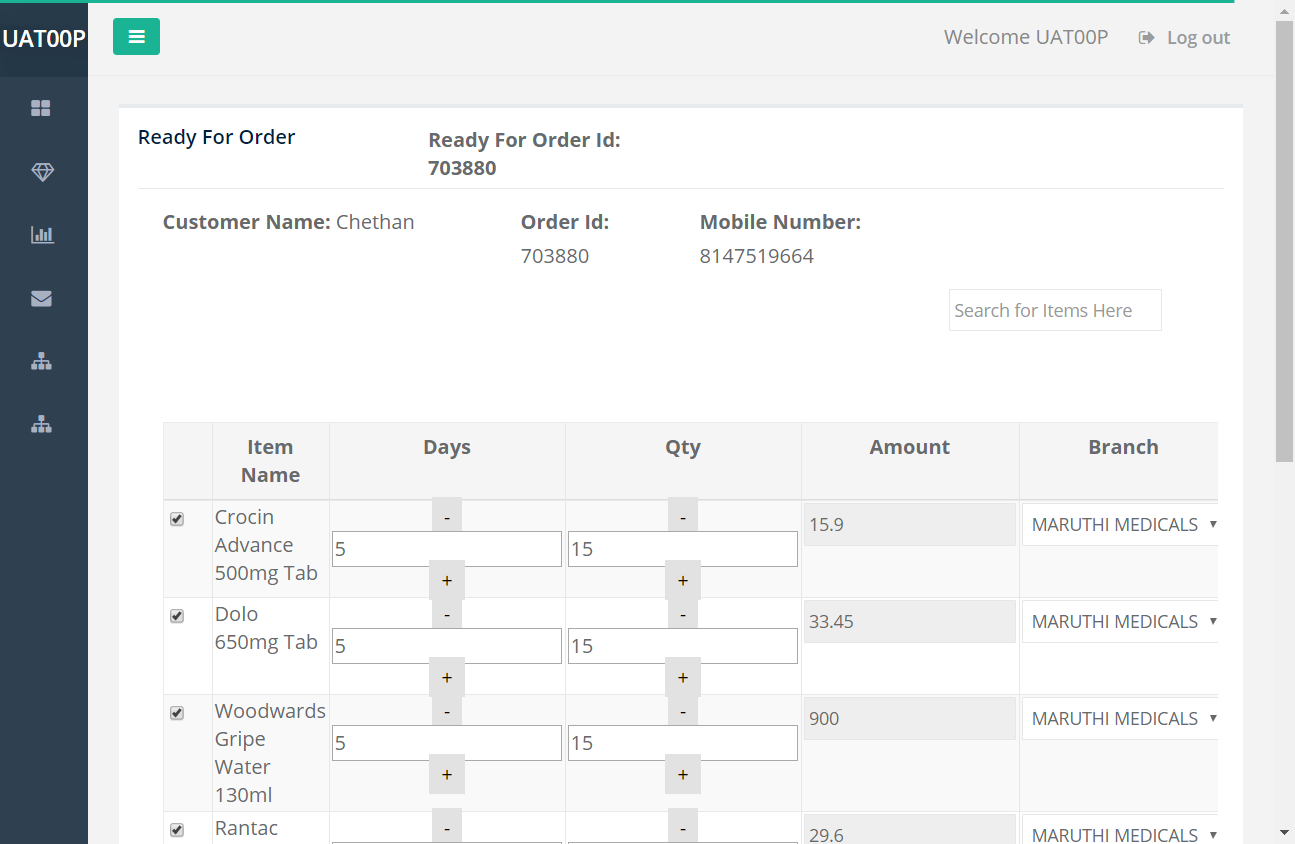 UAT00P
Welcome UAT00P
Log out
Ready For Order
Ready For Order Id:
703880
Customer Name: Chethan
Order Id:
703880
Mobile Number:
8147519664
Search for Items Here
Item
Name
Days
Qty
Amount
Branch
Crocin
Advance
500mg Tab
-
5
+
-
15
+
15.9
MARUTHI MEDICALS
Dolo
650mg Tab
-
5
+
-
15
+
33.45
MARUTHI MEDICALS
Woodwards
Gripe
Water
130ml
-
5
+
-
15
+
900
MARUTHI MEDICALS
Rantac
-
-
29.6
MARUTHI MEDICALS